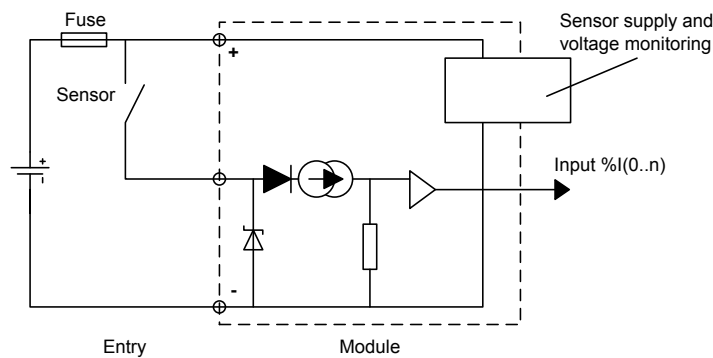 Fuse
Sensor supply and
voltage monitoring
+
Sensor
+
-
Input %I(0..n)
-
Entry
Module